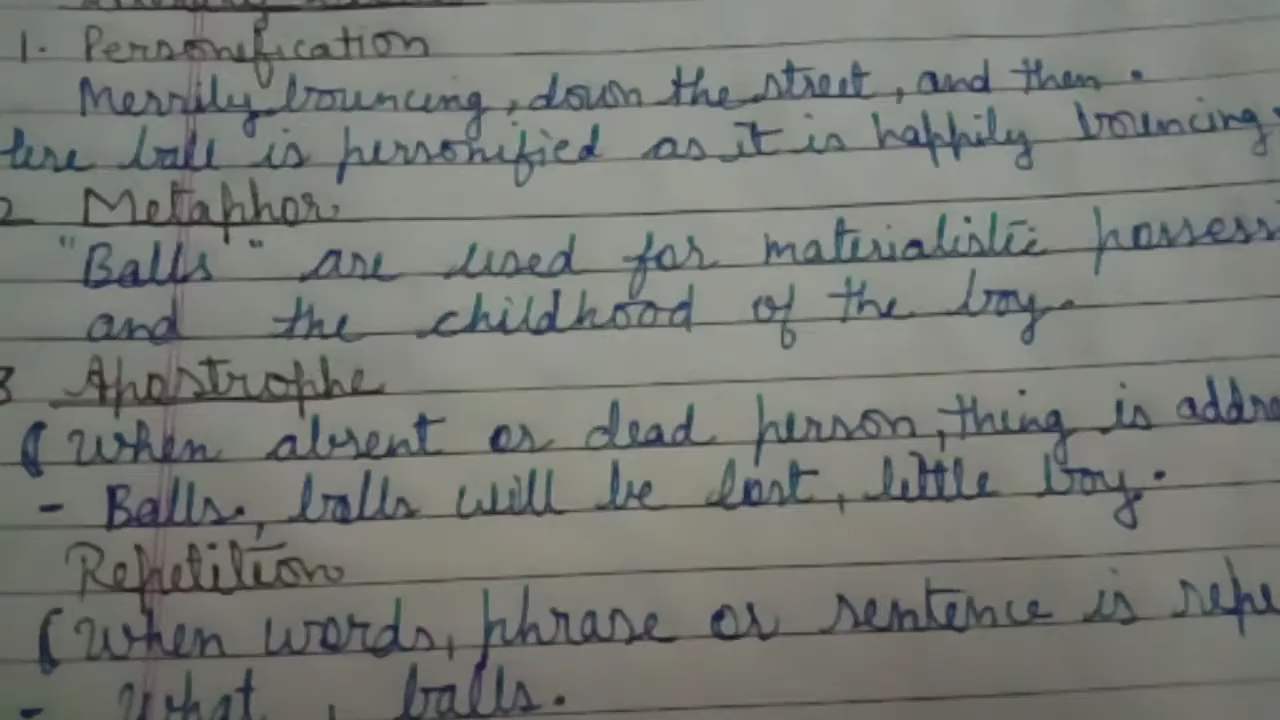 1. Personification
Merrily bouncing, down the street, and then.
here ball is personified as it is happily bouncing.
2 Metaphor.
"Balls" are used for materialistic possess
and the childhood of the boy.
3 Apostrophe
(When absent or dead person, thing is addre
- Balls, balls will be lost, little boy.
Repetition
(When words, phrase or sentence is repe
- What, balls.